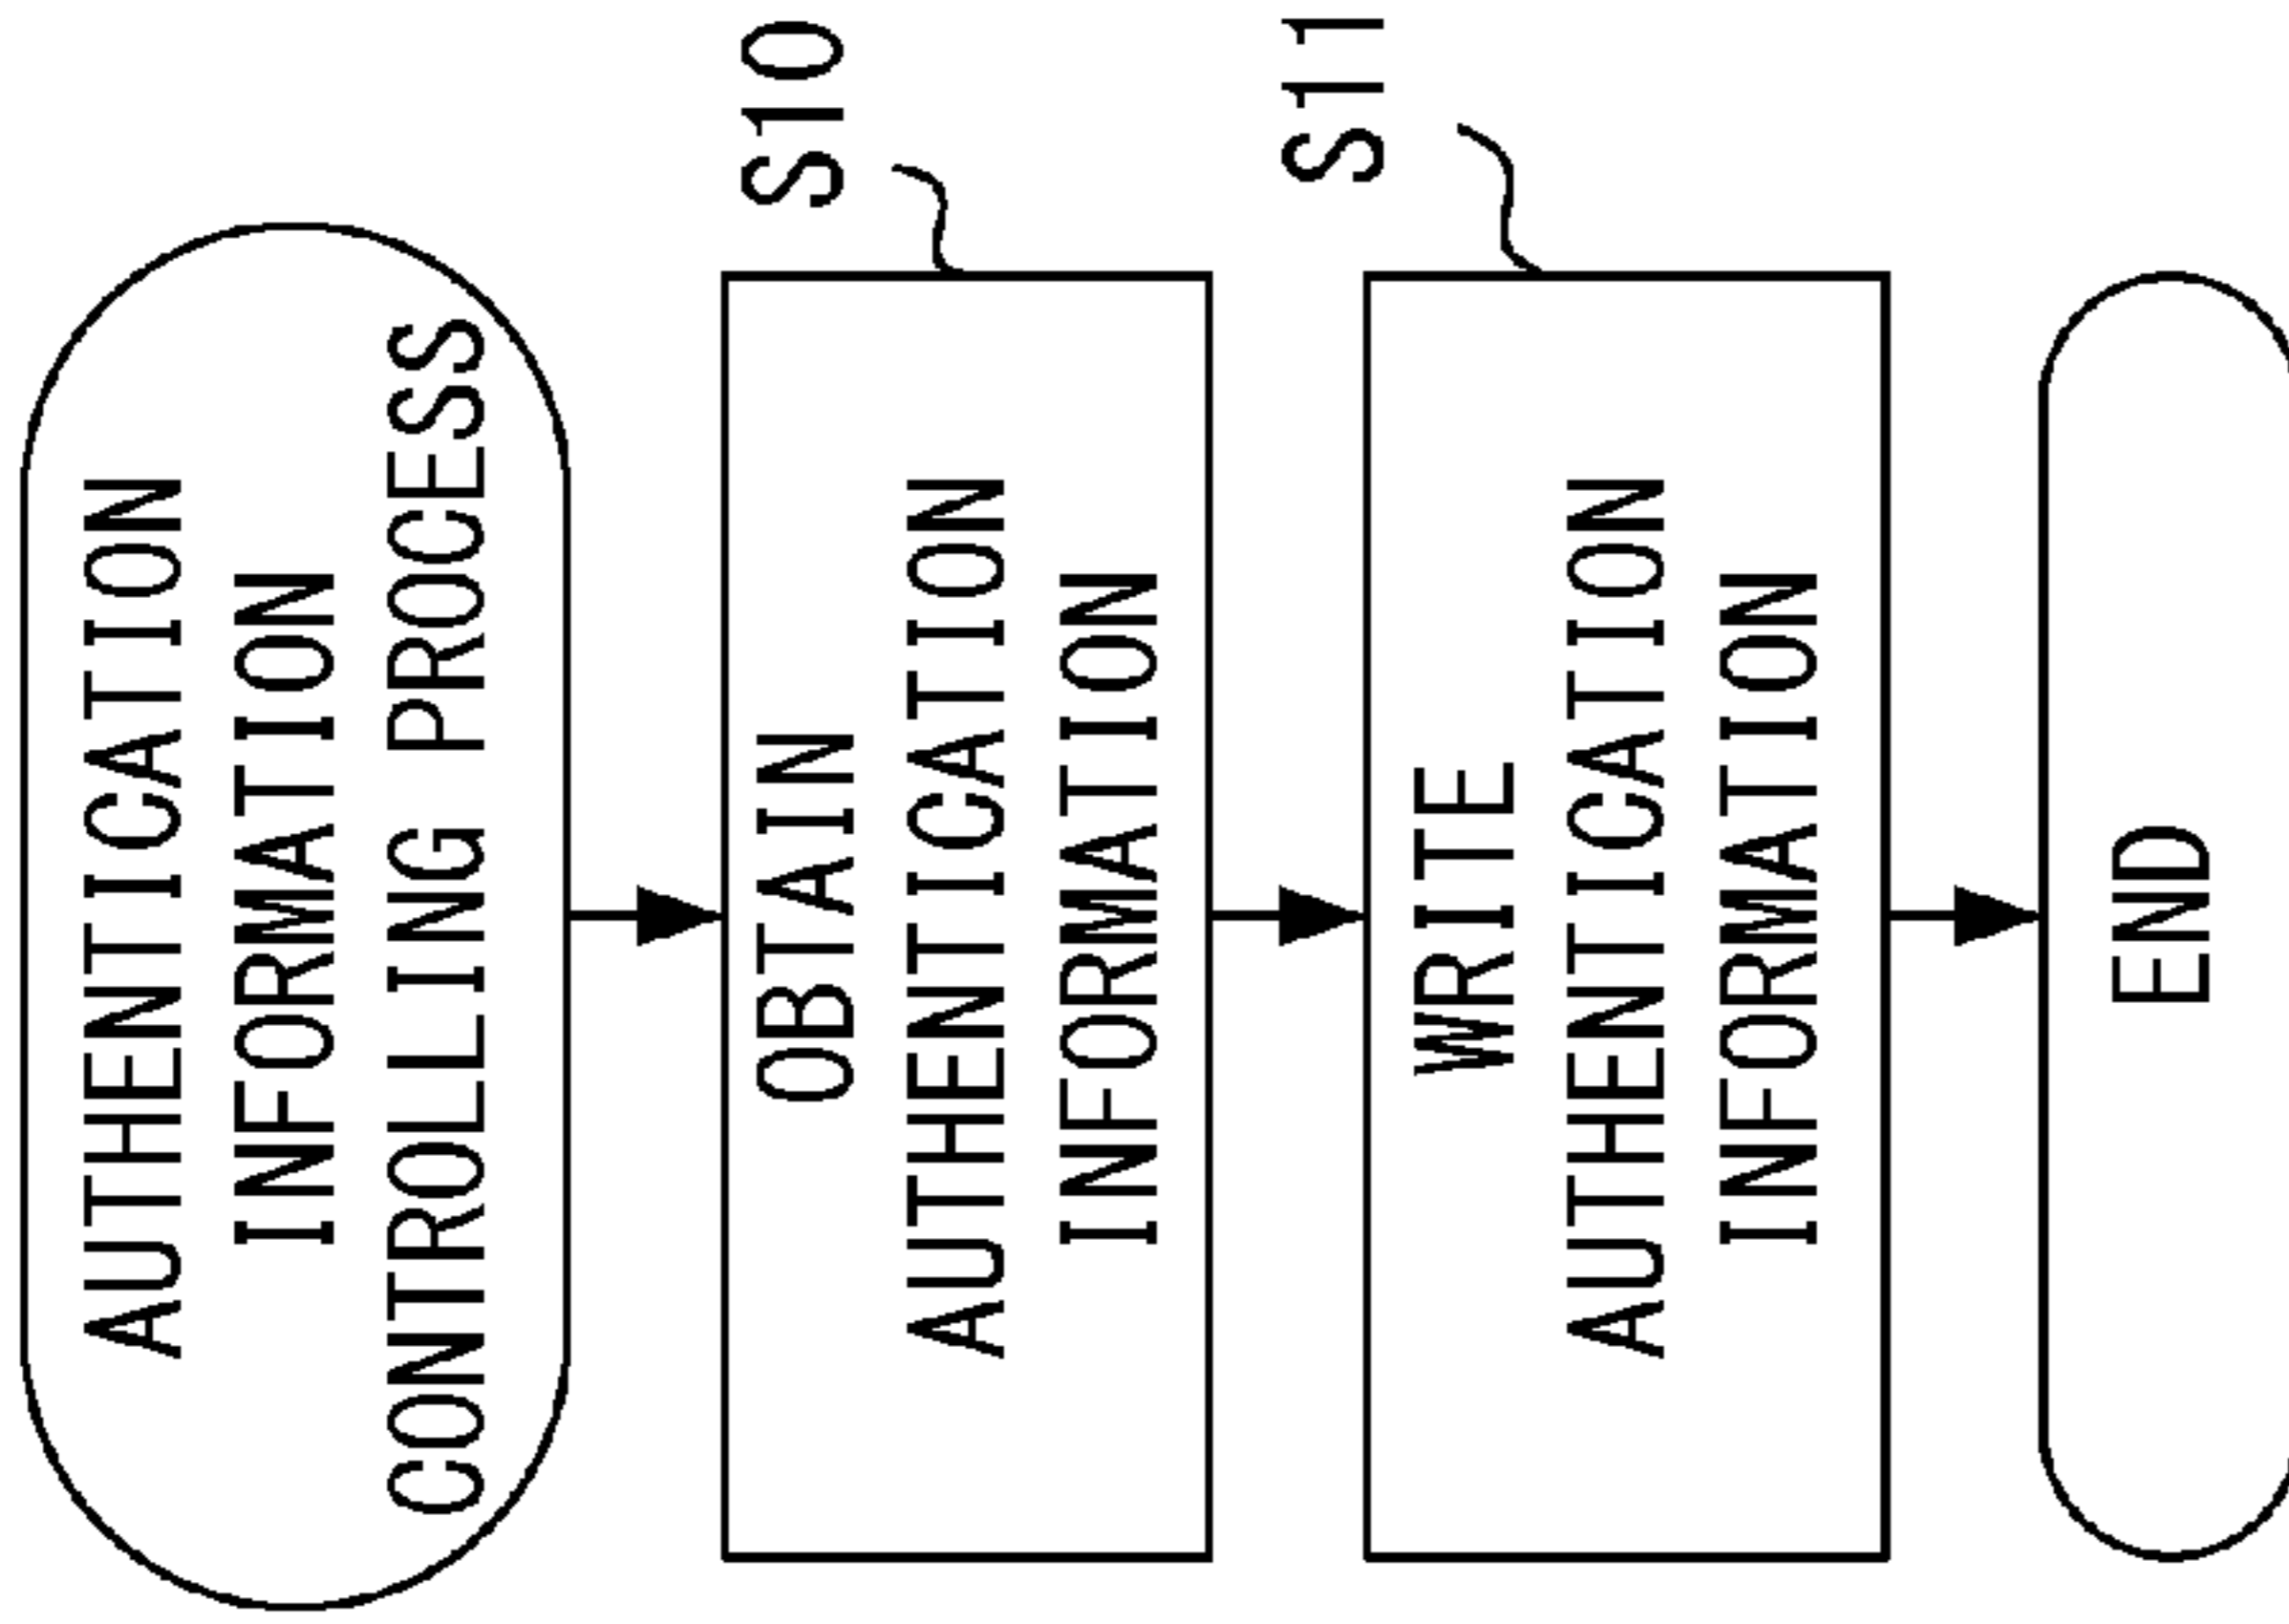 AUTHENTICATION
INFORMATION
CONTROLLING PROCESS
S10
OBTAIN
AUTHENTICATION
INFORMATION
S11
WRITE
AUTHENTICATION
INFORMATION
END